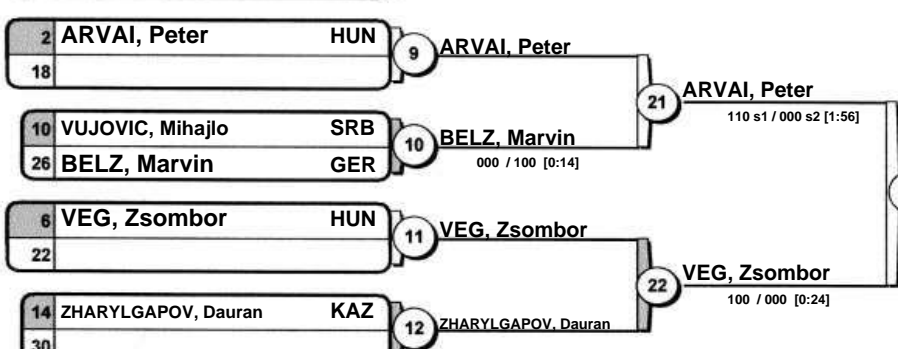 2 ARVAI, Peter HUN
18
9
ARVAI, Peter
10 VUJOVIC, Mihajlo SRB
26 BELZ, Marvin GER
10
BELZ, Marvin
000 / 100 [0:14]
21
ARVAI, Peter
110 s1 / 000 s2 [1:56]
6 VEG, Zsombor HUN
22
11
VEG, Zsombor
14 ZHARYLGAPOV, Dauran KAZ
30
12
ZHARYLGAPOV, Dauran
22
VEG, Zsombor
100 / 000 [0:24]